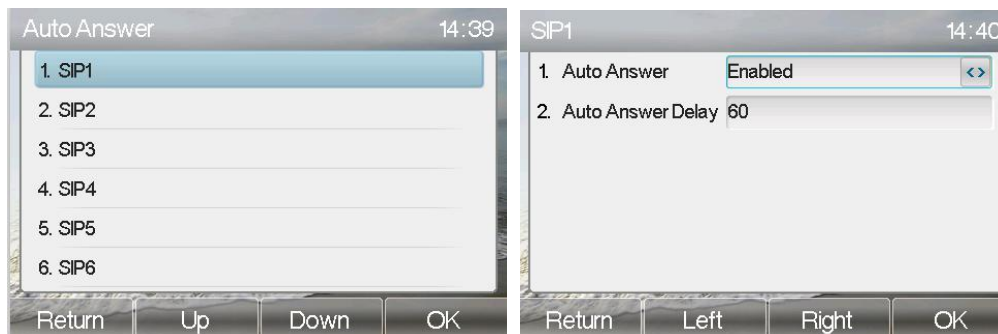 Auto Answer 14:39
1. SIP1
2. SIP2
3. SIP3
4. SIP4
5. SIP5
6. SIP6
Return Up Down OK
SIP1 14:40
1. Auto Answer Enabled <>
2. Auto Answer Delay 60
Return Left Right OK